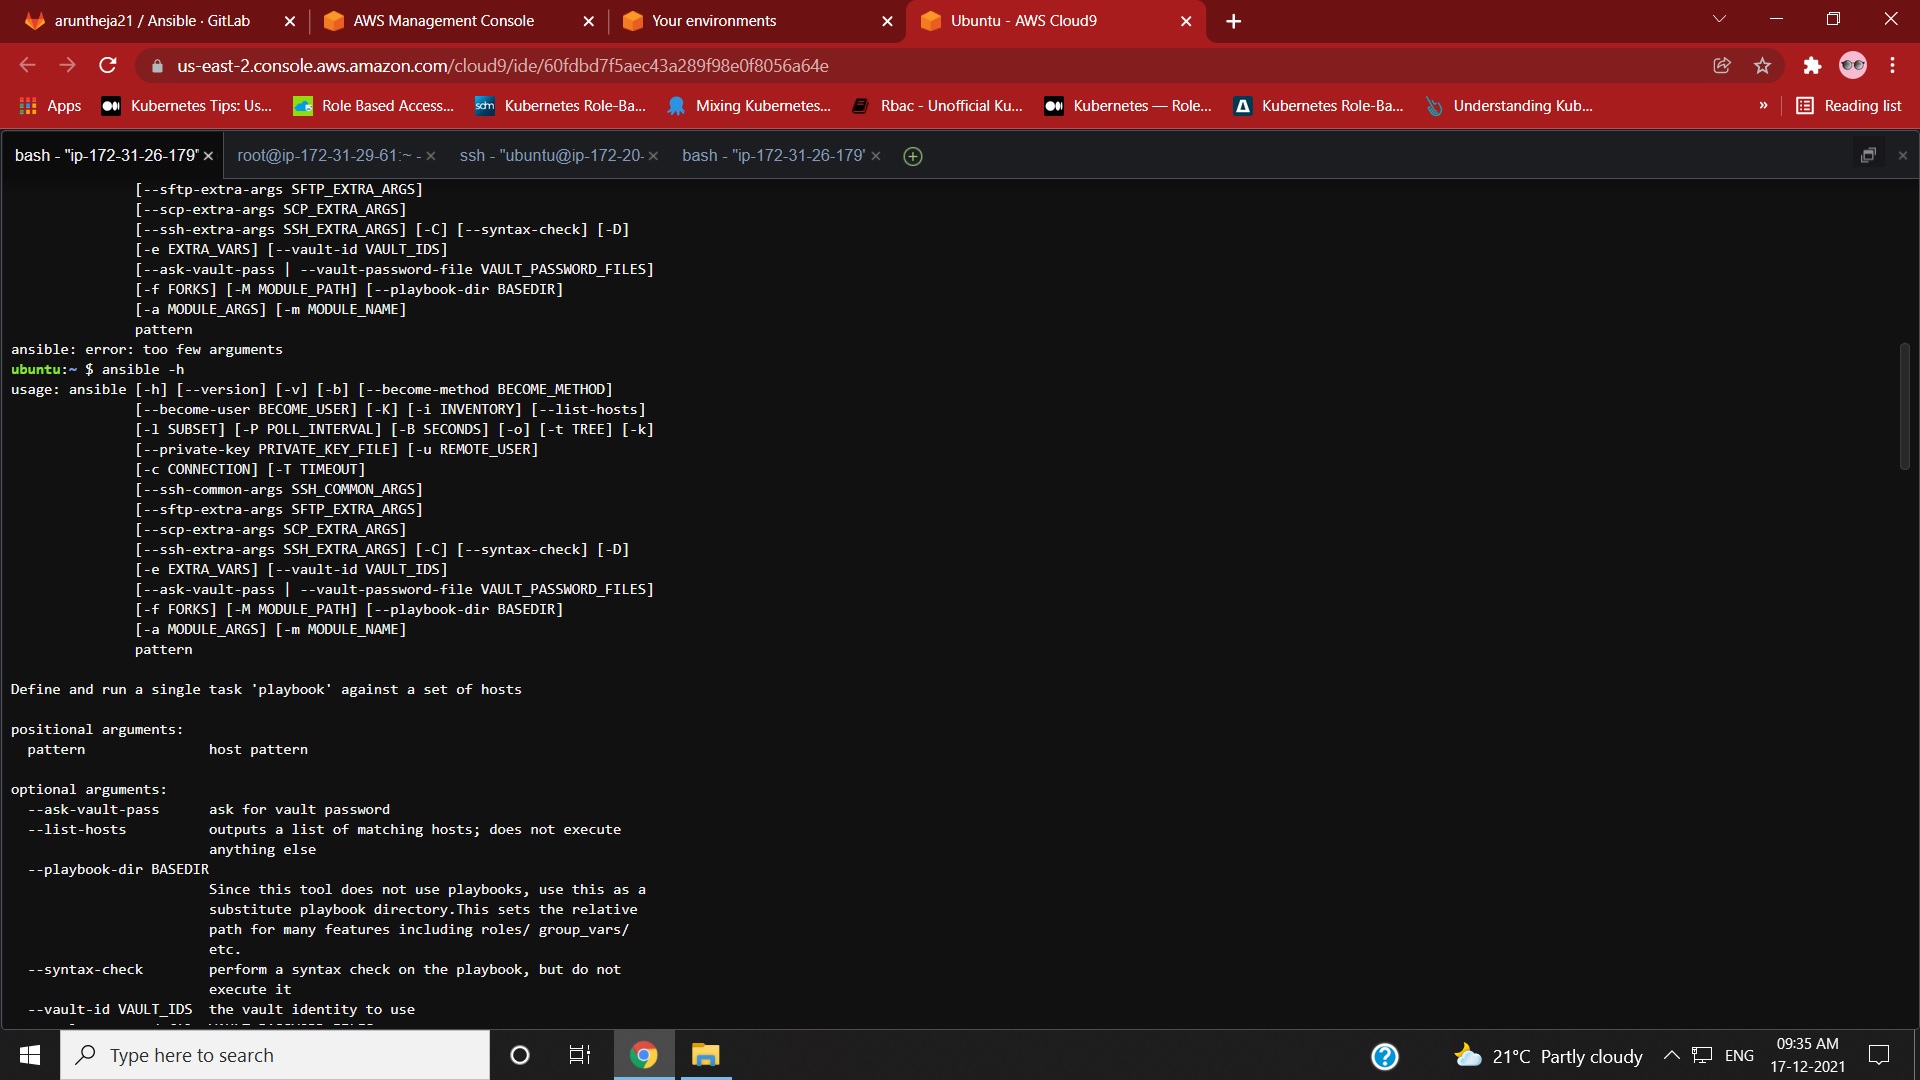 aruntheja21 / Ansible · GitLab
AWS Management Console
Your environments
Ubuntu - AWS Cloud9
us-east-2.console.aws.amazon.com/cloud9/ide/60fdbd7f5aec43a289f98e0f8056a64e
Apps
Kubernetes Tips: Us...
Role Based Access...
sdm
Kubernetes Role-Ba...
Mixing Kubernetes...
Rbac - Unofficial Ku...
Kubernetes — Role...
Kubernetes Role-Ba...
Understanding Kub...
»
Reading list
bash - "ip-172-31-26-179"
root@ip-172-31-29-61:~ -
ssh - "ubuntu@ip-172-20-
bash - "ip-172-31-26-179'
[--sftp-extra-args SFTP_EXTRA_ARGS]
[--scp-extra-args SCP_EXTRA_ARGS]
[--ssh-extra-args SSH_EXTRA_ARGS] [-C] [--syntax-check] [-D]
[-e EXTRA_VARS] [--vault-id VAULT_IDS]
[--ask-vault-pass | --vault-password-file VAULT_PASSWORD_FILES]
[-f FORKS] [-M MODULE_PATH] [--playbook-dir BASEDIR]
[-a MODULE_ARGS] [-m MODULE_NAME]
pattern
ansible: error: too few arguments
ubuntu:~ $ ansible -h
usage: ansible [-h] [--version] [-v] [-b] [--become-method BECOME_METHOD]
[--become-user BECOME_USER] [-K] [-i INVENTORY] [--list-hosts]
[-l SUBSET] [-P POLL_INTERVAL] [-B SECONDS] [-o] [-t TREE] [-k]
[--private-key PRIVATE_KEY_FILE] [-u REMOTE_USER]
[-c CONNECTION] [-T TIMEOUT]
[--ssh-common-args SSH_COMMON_ARGS]
[--sftp-extra-args SFTP_EXTRA_ARGS]
[--scp-extra-args SCP_EXTRA_ARGS]
[--ssh-extra-args SSH_EXTRA_ARGS] [-C] [--syntax-check] [-D]
[-e EXTRA_VARS] [--vault-id VAULT_IDS]
[--ask-vault-pass | --vault-password-file VAULT_PASSWORD_FILES]
[-f FORKS] [-M MODULE_PATH] [--playbook-dir BASEDIR]
[-a MODULE_ARGS] [-m MODULE_NAME]
pattern
Define and run a single task 'playbook' against a set of hosts
positional arguments:
pattern host pattern
optional arguments:
--ask-vault-pass ask for vault password
--list-hosts outputs a list of matching hosts; does not execute
anything else
--playbook-dir BASEDIR
Since this tool does not use playbooks, use this as a
substitute playbook directory.This sets the relative
path for many features including roles/ group_vars/
etc.
--syntax-check perform a syntax check on the playbook, but do not
execute it
--vault-id VAULT_IDS the vault identity to use
Type here to search
21°C Partly cloudy
ENG
09:35 AM
17-12-2021